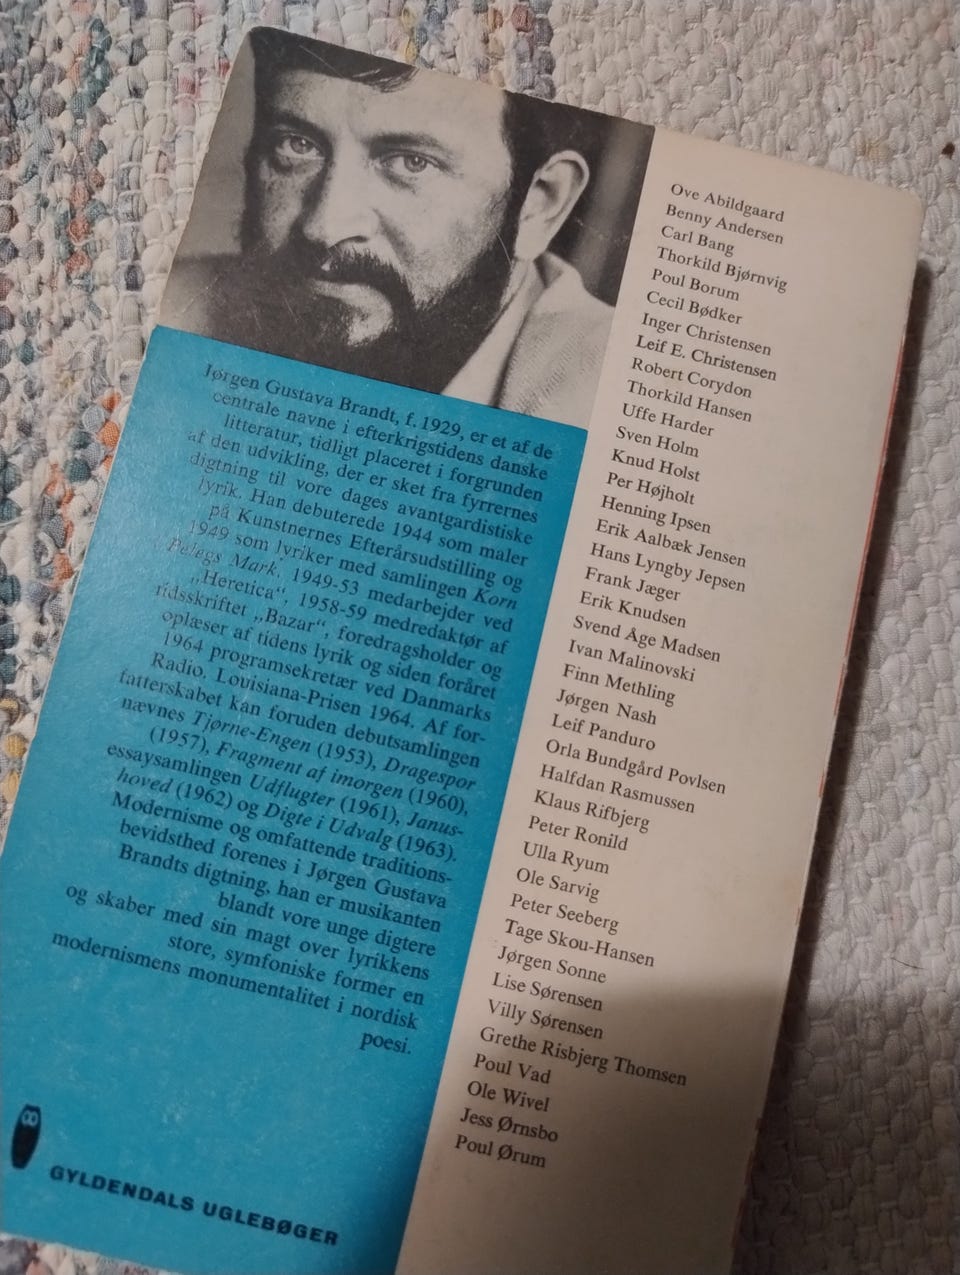 Jørgen Gustava Brandt, f. 1929, er et af de
centrale navne i efterkrigstidens danske
litteratur, tidligt placeret i forgrunden
af den udvikling, der er sket fra fyrrernes
digtning til vore dages avantgardistiske
lyrik. Han debuterede 1944 som maler
på Kunstnernes Efterårsudstilling og
1949 som lyriker med samlingen Korn
i Pelegs Mark. 1949-53 medarbejder ved
„Heretica“, 1958-59 medredaktør af
tidsskriftet „Bazar“, foredragsholder og
oplæser af tidens lyrik og siden foråret
1964 programsekretær ved Danmarks
Radio. Louisiana-Prisen 1964. Af for-
fatterskabet kan foruden debutsamlingen
nævnes Tjørne-Engen (1953), Dragespor
(1957), Fragment af imorgen (1960),
essaysamlingen Udflugter (1961), Janus-
hoved (1962) og Digte i Udvalg (1963).
Modernisme og omfattende traditions-
bevidsthed forenes i Jørgen Gustava
Brandts digtning, han er musikanten
blandt vore unge digtere
og skaber med sin magt over lyrikkens
store, symfoniske former en
modernismens monumentalitet i nordisk
poesi.
GYLDENDALS UGLEBØGER
Ove Abildgaard
Benny Andersen
Carl Bang
Thorkild Bjørnvig
Poul Borum
Cecil Bødker
Inger Christensen
Leif E. Christensen
Robert Corydon
Thorkild Hansen
Uffe Harder
Sven Holm
Knud Holst
Per Højholt
Henning Ipsen
Erik Aalbæk Jensen
Hans Lyngby Jepsen
Frank Jæger
Erik Knudsen
Svend Åge Madsen
Ivan Malinovski
Finn Methling
Jørgen Nash
Leif Panduro
Orla Bundgård Povlsen
Halfdan Rasmussen
Klaus Rifbjerg
Peter Ronild
Ulla Ryum
Ole Sarvig
Peter Seeberg
Tage Skou-Hansen
Jørgen Sonne
Lise Sørensen
Villy Sørensen
Grethe Risbjerg Thomsen
Poul Vad
Ole Wivel
Jess Ørnsbo
Poul Ørum